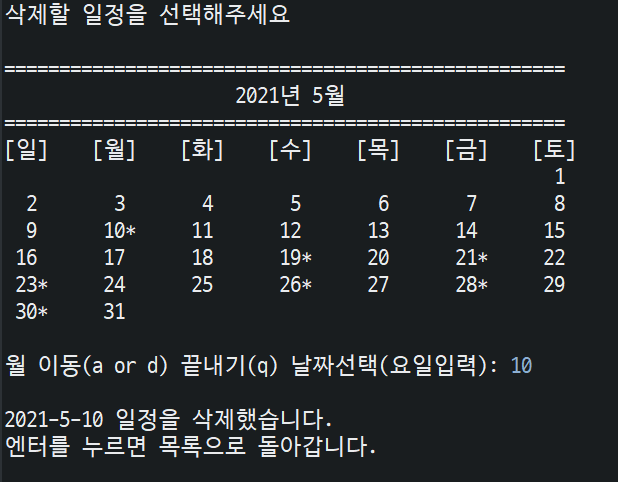 삭제할 일정을 선택해주세요
===================================================
2021년 5월
===================================================
[일] [월] [화] [수] [목] [금] [토]
1
2 3 4 5 6 7 8
9 10* 11 12 13 14 15
16 17 18 19* 20 21* 22
23* 24 25 26* 27 28* 29
30* 31
월 이동(a or d) 끝내기(q) 날짜선택(요일입력): 10
2021-5-10 일정을 삭제했습니다.
엔터를 누르면 목록으로 돌아갑니다.